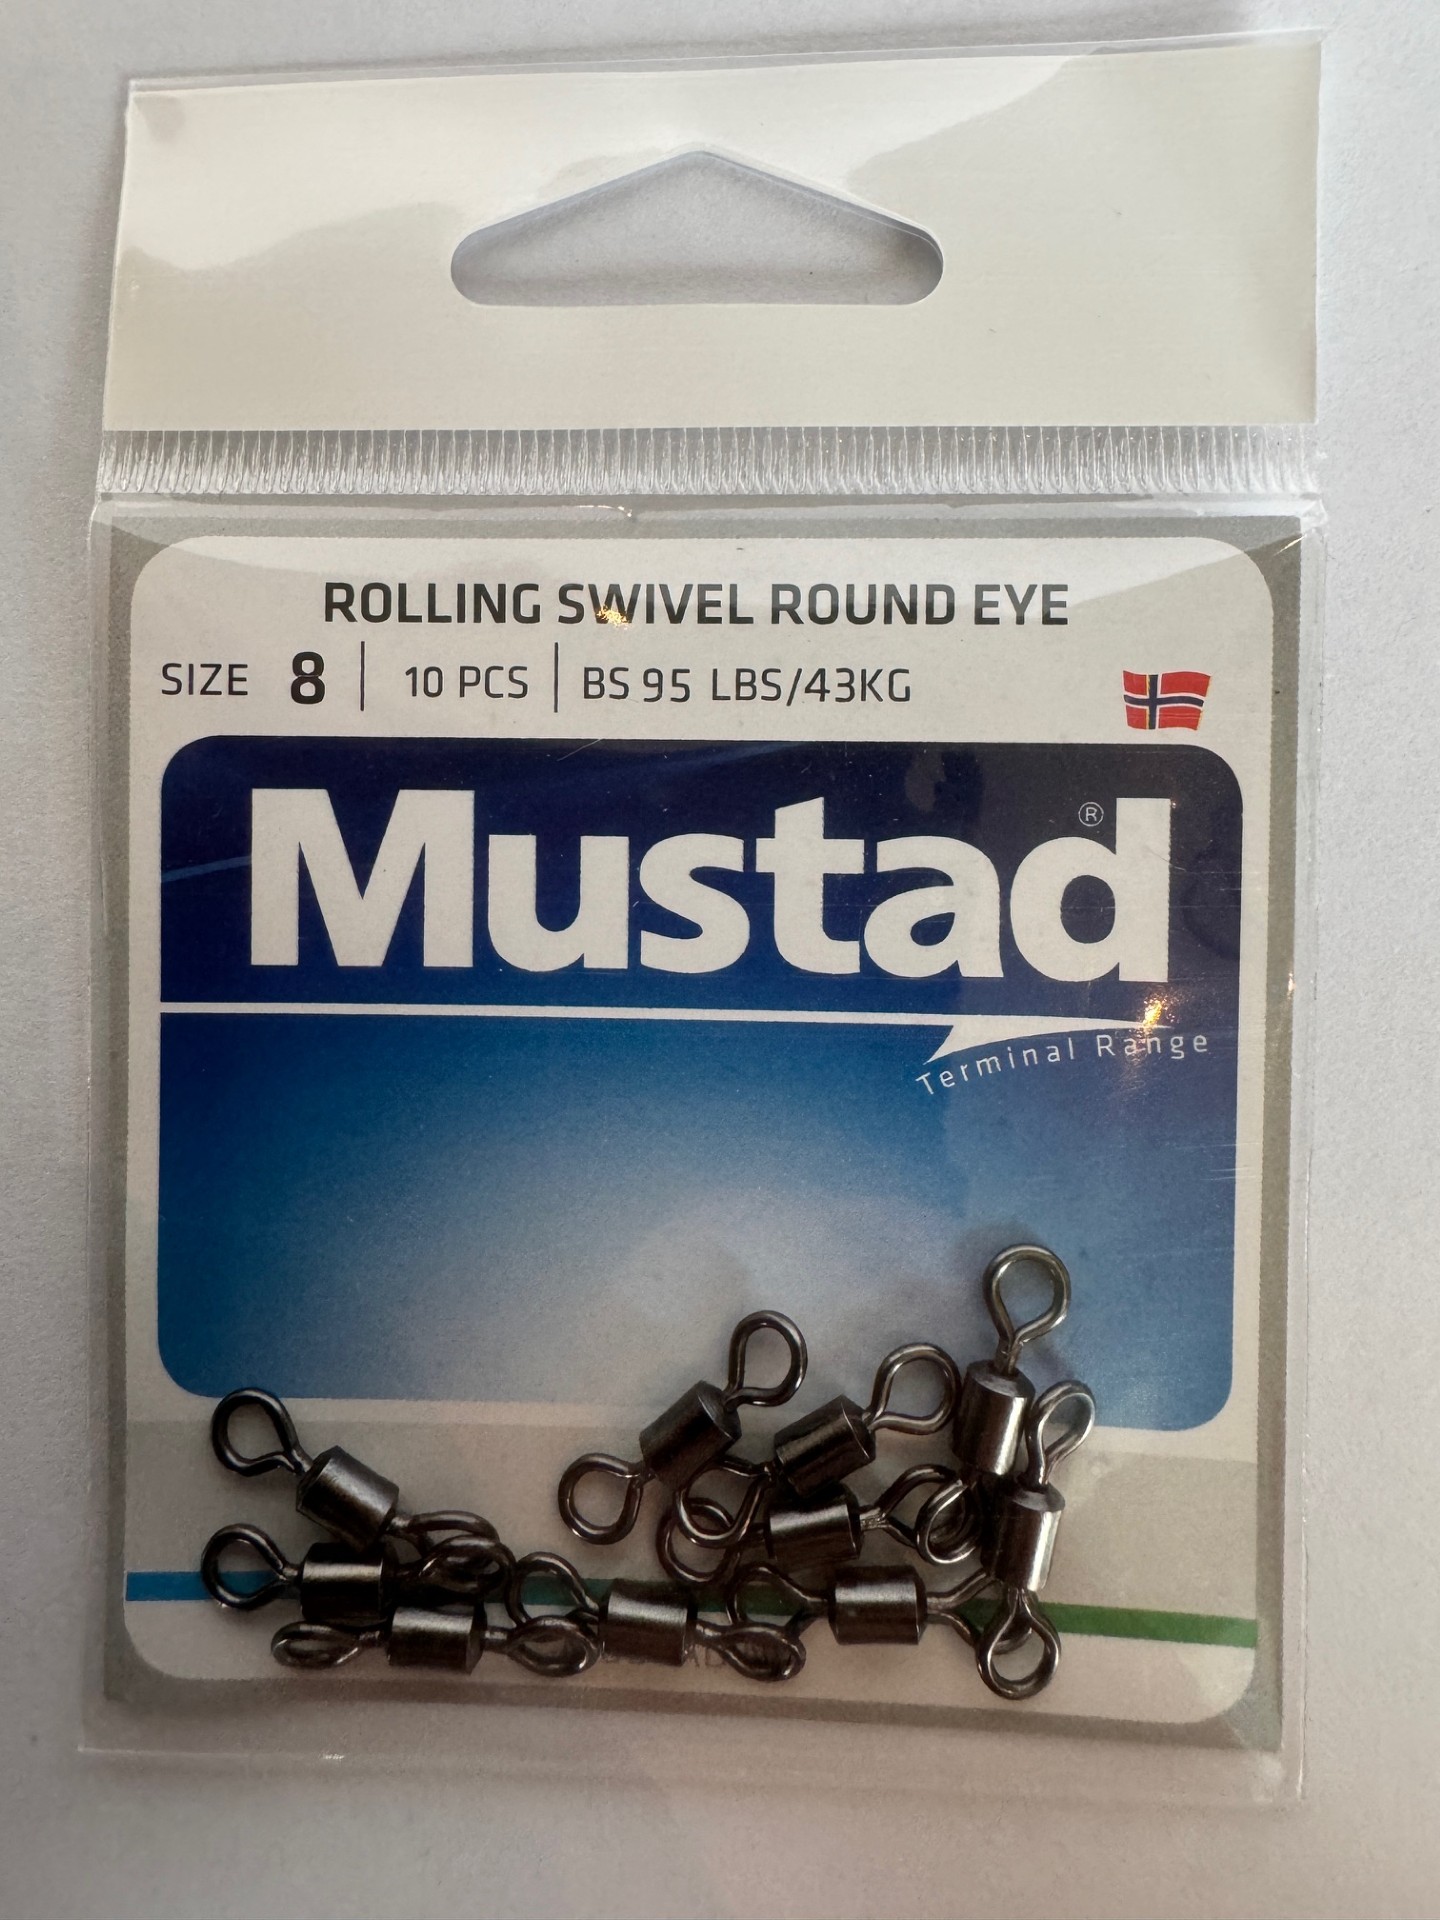 ROLLING SWIVEL ROUND EYE
SIZE 8 | 10 PCS | BS 95 LBS/43KG
Mustad®
Terminal Range